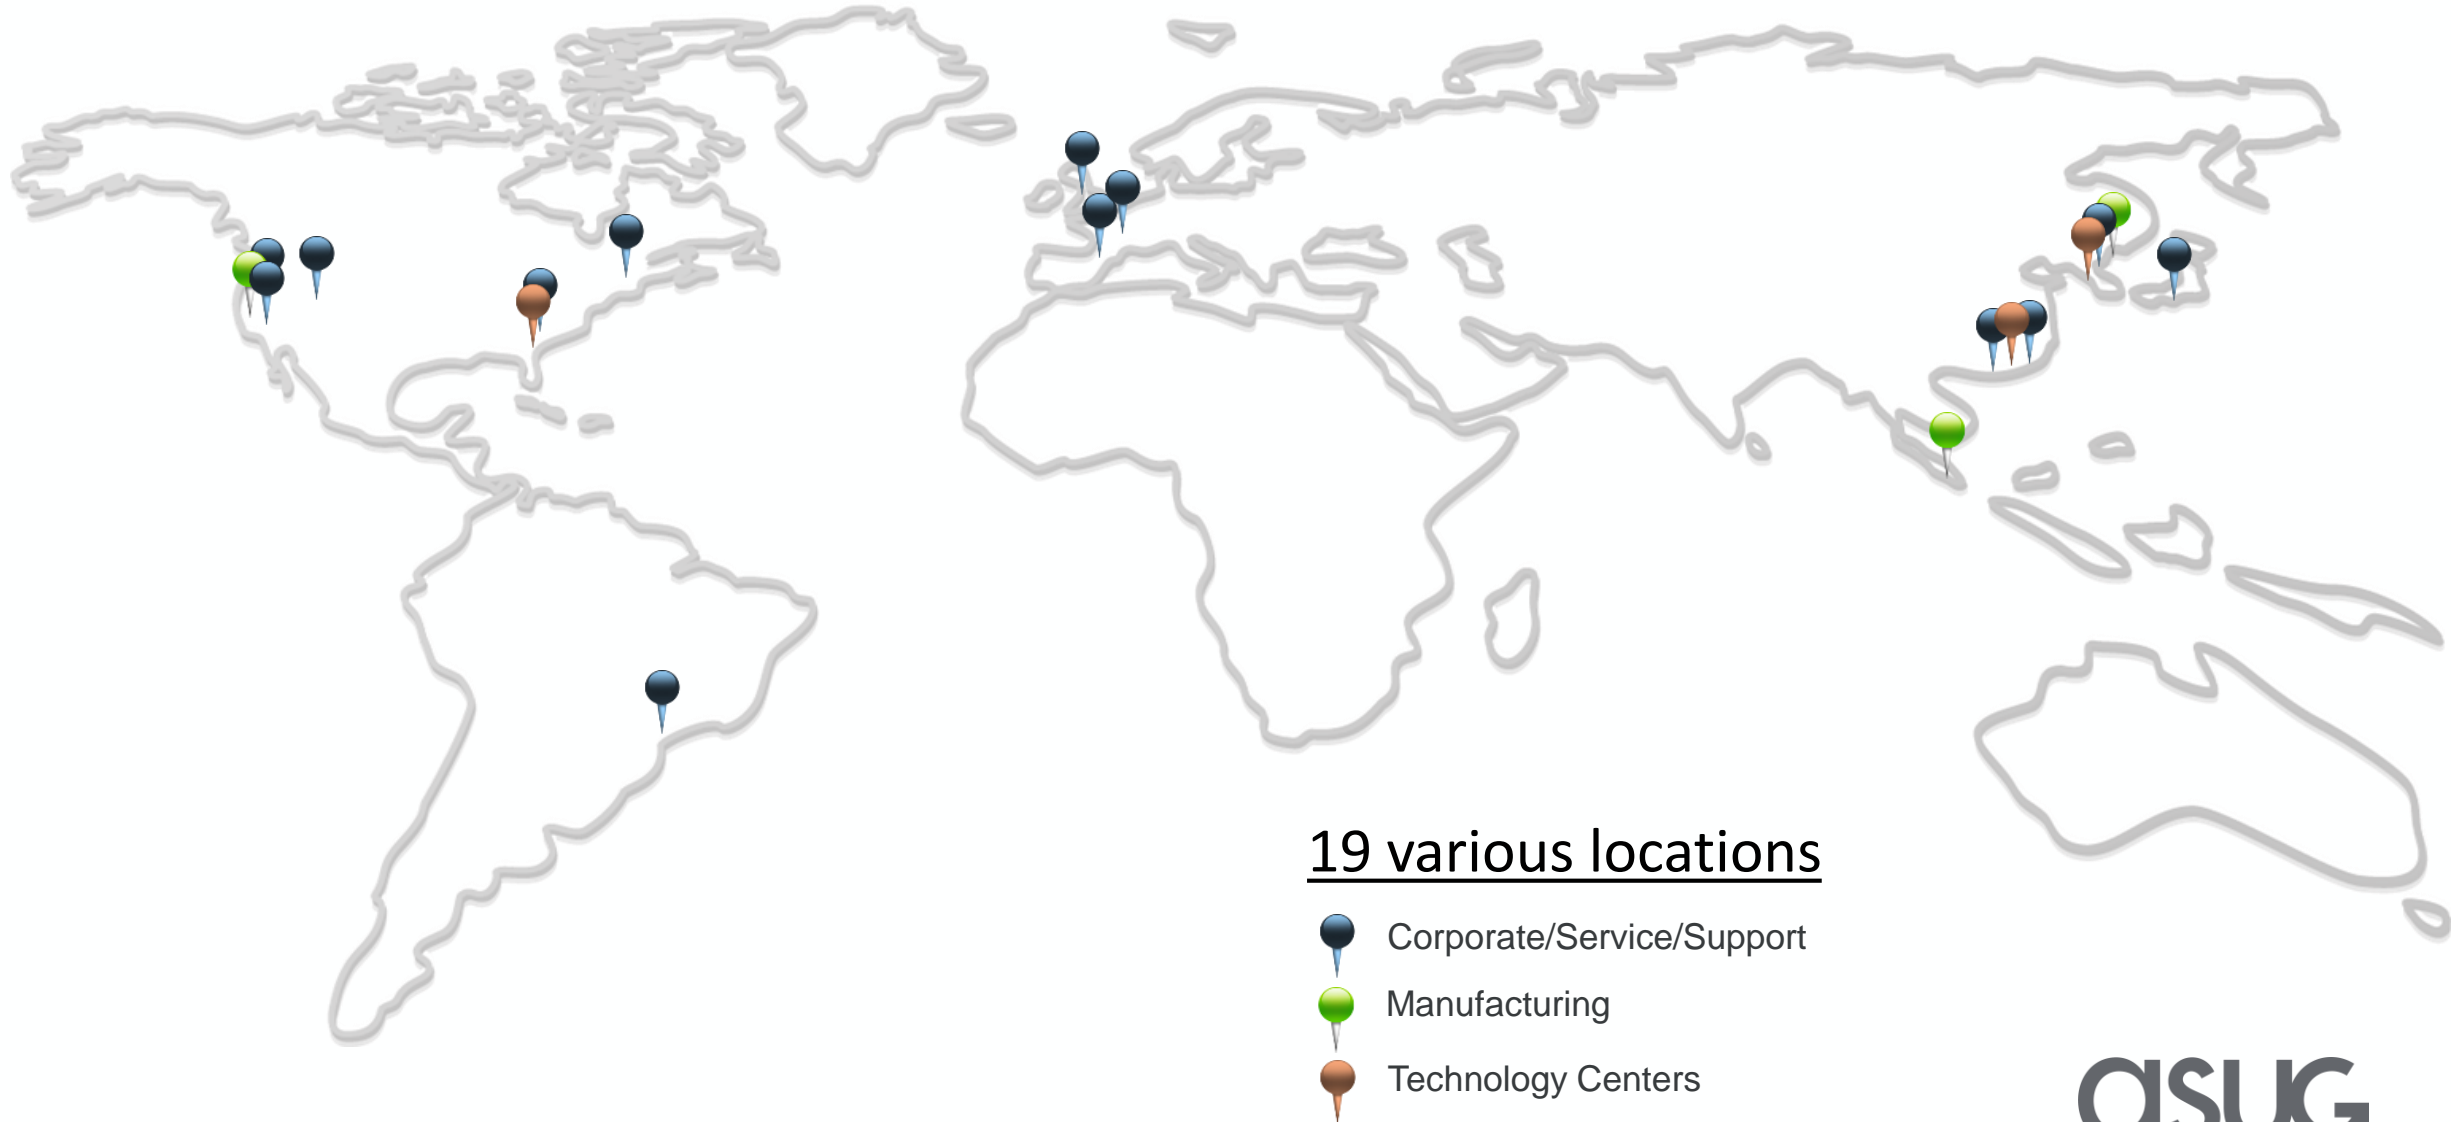 19 various locations
Corporate/Service/Support
Manufacturing
Technology Centers
asug